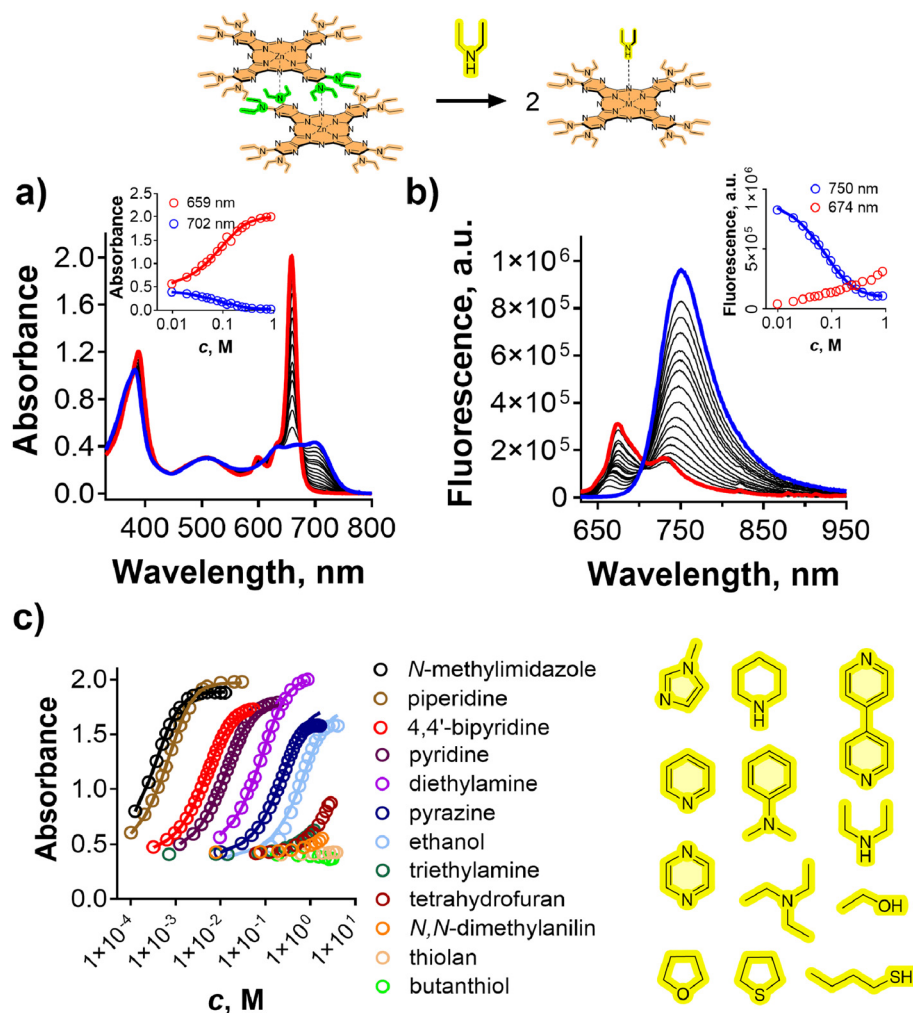 2
a)
b)
659 nm
702 nm
Absorbance
2.5
2.0
1.5
1.0
0.5
0.0
0.01
0.1
1
c, M
750 nm
674 nm
Fluorescence, a.u.
1×10⁶
5×10⁵
0
0.01
0.1
1
c, M
Absorbance
2.0
1.6
1.2
0.8
0.4
0.0
400
500
600
700
800
Wavelength, nm
Fluorescence, a.u.
1×10⁶
8×10⁵
6×10⁵
4×10⁵
2×10⁵
0
650
750
850
950
Wavelength, nm
c)
Absorbance
2.0
1.5
1.0
0.5
0.0
1×10⁻⁴
1×10⁻³
1×10⁻²
1×10⁻¹
1×10⁰
1×10¹
c, M
N-methylimidazole
piperidine
4,4'-bipyridine
pyridine
diethylamine
pyrazine
ethanol
triethylamine
tetrahydrofuran
N,N-dimethylanilin
thiolan
butanthiol
N
N
N
H
N
N
N
N
N
H
N
N
N
OH
O
S
SH